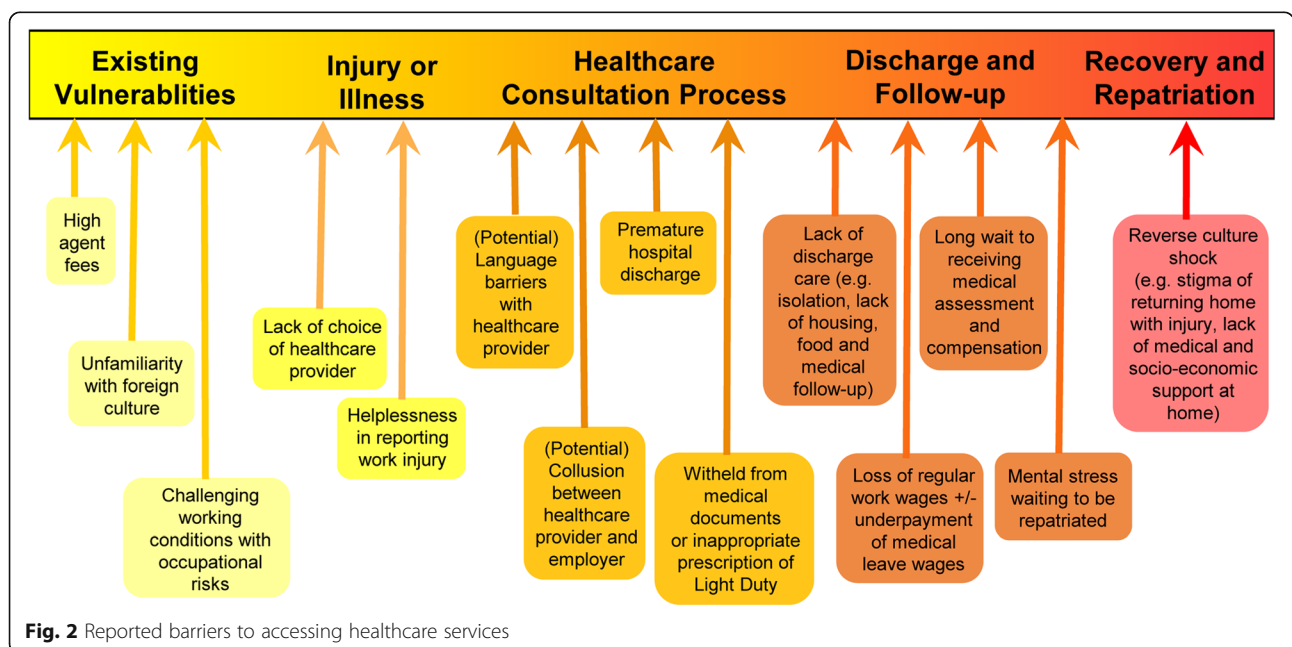 Existing
Vulnerablities
Injury or
Illness
Healthcare
Consultation Process
Discharge and
Follow-up
Recovery and
Repatriation
High
agent
fees
Unfamiliarity
with foreign
culture
Challenging
working
conditions with
occupational
risks
Lack of choice
of healthcare
provider
Helplessness
in reporting
work injury
(Potential)
Language
barriers
with
healthcare
provider
(Potential)
Collusion
between
healthcare
provider and
employer
Premature
hospital
discharge
Witheld from
medical
documents
or inappropriate
prescription of
Light Duty
Lack of
discharge
care (e.g.
isolation, lack
of housing,
food and
medical
follow-up)
Loss of regular
work wages +/-
underpayment
of medical
leave wages
Long wait to
receiving
medical
assessment
and
compensation
Mental stress
waiting to be
repatriated
Reverse culture
shock
(e.g. stigma of
returning home
with injury, lack
of medical and
socio-economic
support at
home)
Fig. 2 Reported barriers to accessing healthcare services